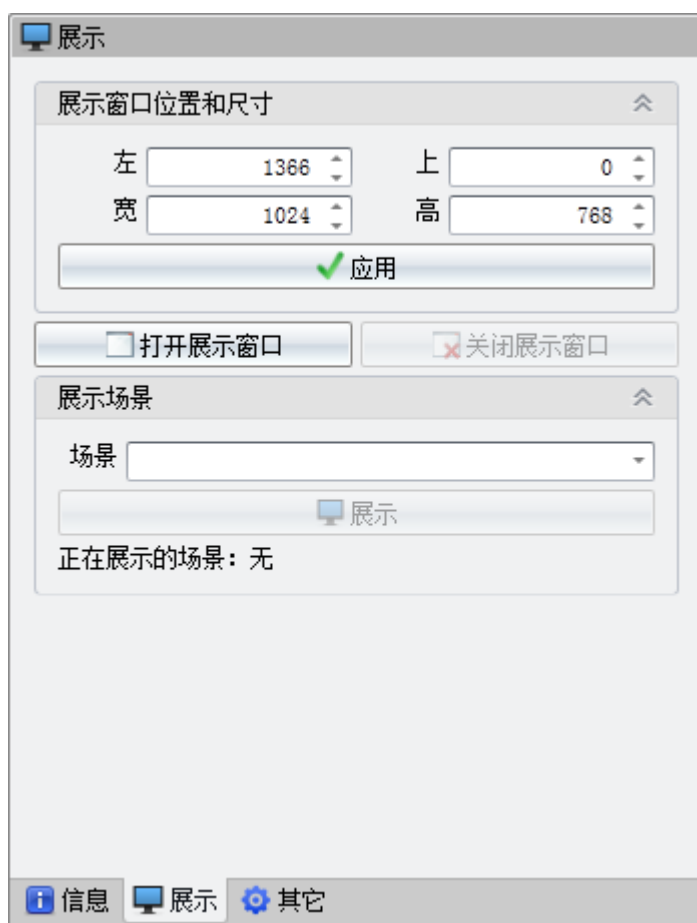 展示
展示窗口位置和尺寸
左 1366 上 0
宽 1024 高 768
应用
打开展示窗口 关闭展示窗口
展示场景
场景
展示
正在展示的场景：无
信息 展示 其它